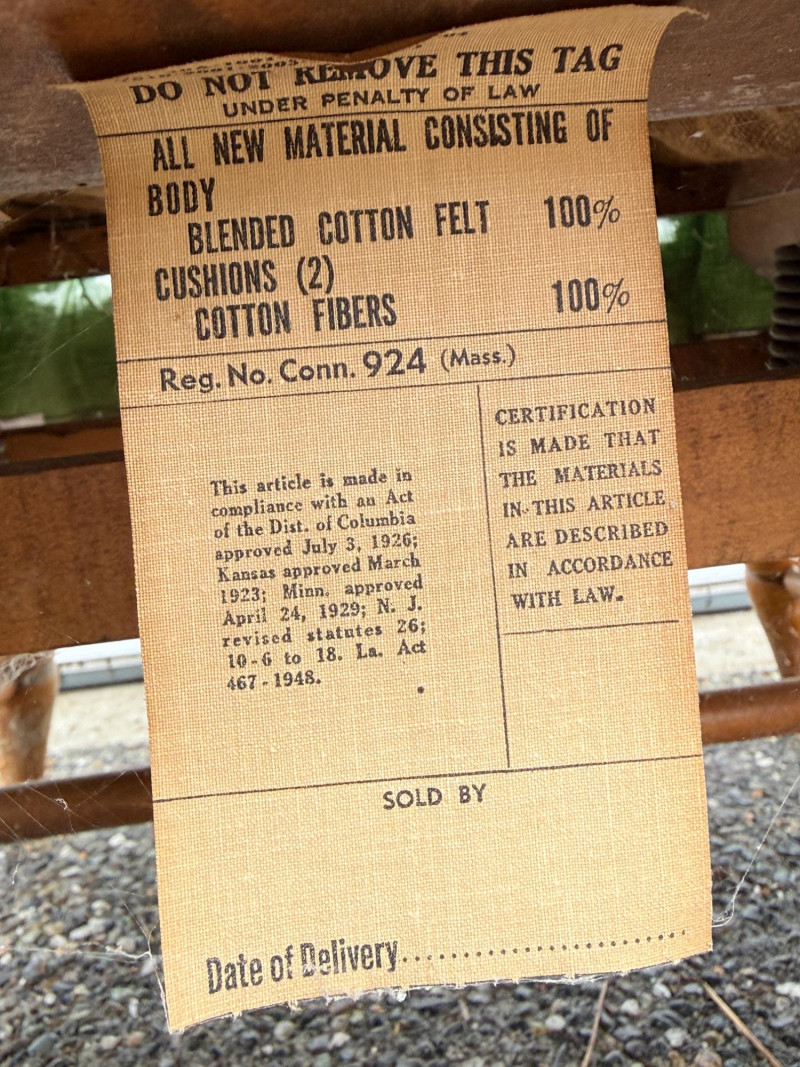 DO NOT REMOVE THIS TAG
UNDER PENALTY OF LAW
ALL NEW MATERIAL CONSISTING OF
BODY
BLENDED COTTON FELT 100%
CUSHIONS (2)
COTTON FIBERS 100%
Reg. No. Conn. 924 (Mass.)
This article is made in
compliance with an Act
of the Dist. of Columbia
approved July 3, 1926;
Kansas approved March
1923; Minn. approved
April 24, 1929; N. J.
revised statutes 26;
10-6 to 18. La. Act
467-1948.
CERTIFICATION
IS MADE THAT
THE MATERIALS
IN THIS ARTICLE
ARE DESCRIBED
IN ACCORDANCE
WITH LAW.
SOLD BY
Date of Delivery........................